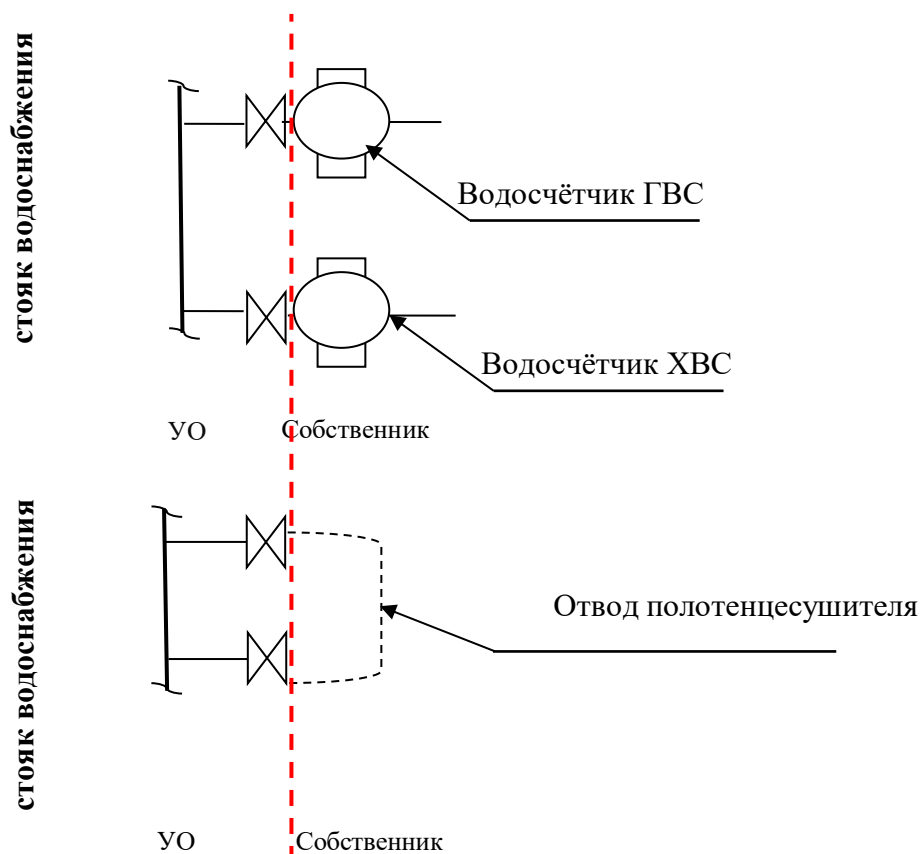 стояк водоснабжения
Водосчётчик ГВС
Водосчётчик ХВС
УО
Собственник
стояк водоснабжения
Отвод полотенцесушителя
УО
Собственник